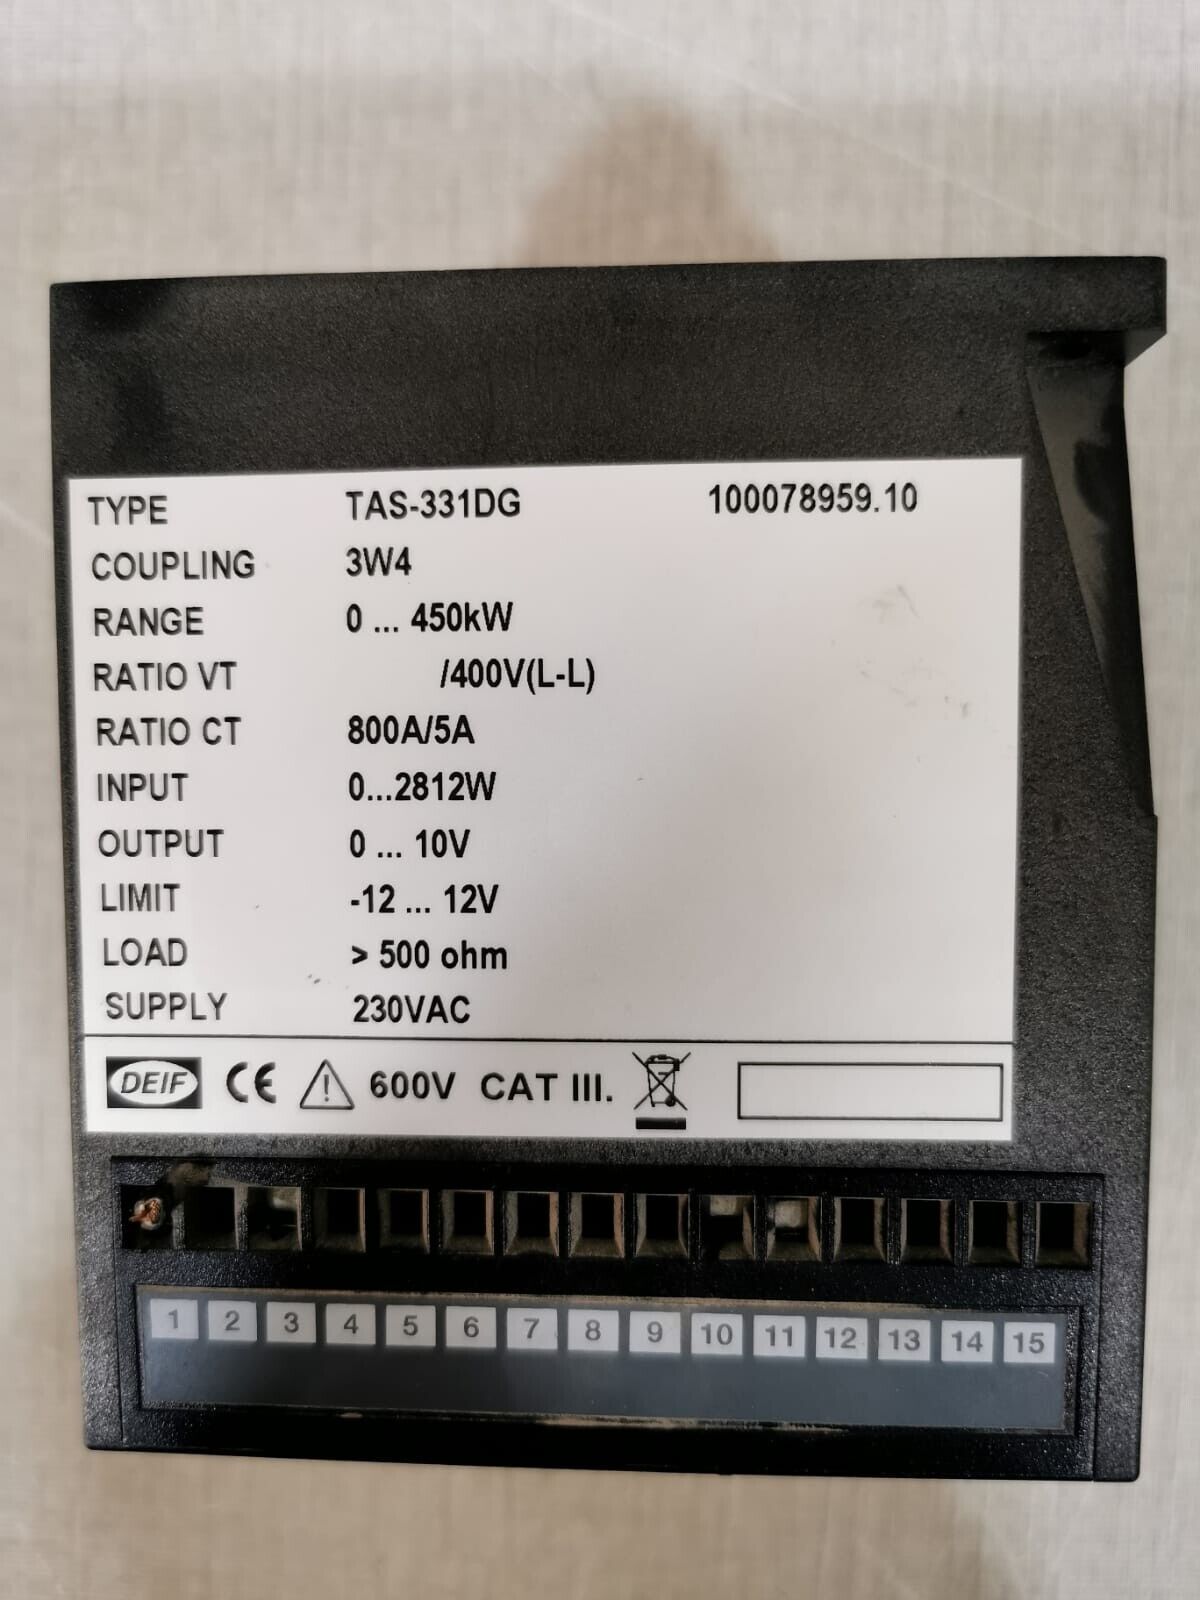 TYPE TAS-331DG 100078959.10
COUPLING 3W4
RANGE 0 ... 450kW
RATIO VT /400V(L-L)
RATIO CT 800A/5A
INPUT 0...2812W
OUTPUT 0 ... 10V
LIMIT -12 ... 12V
LOAD > 500 ohm
SUPPLY 230VAC
DEIF CE 600V CAT III.
1 2 3 4 5 6 7 8 9 10 11 12 13 14 15